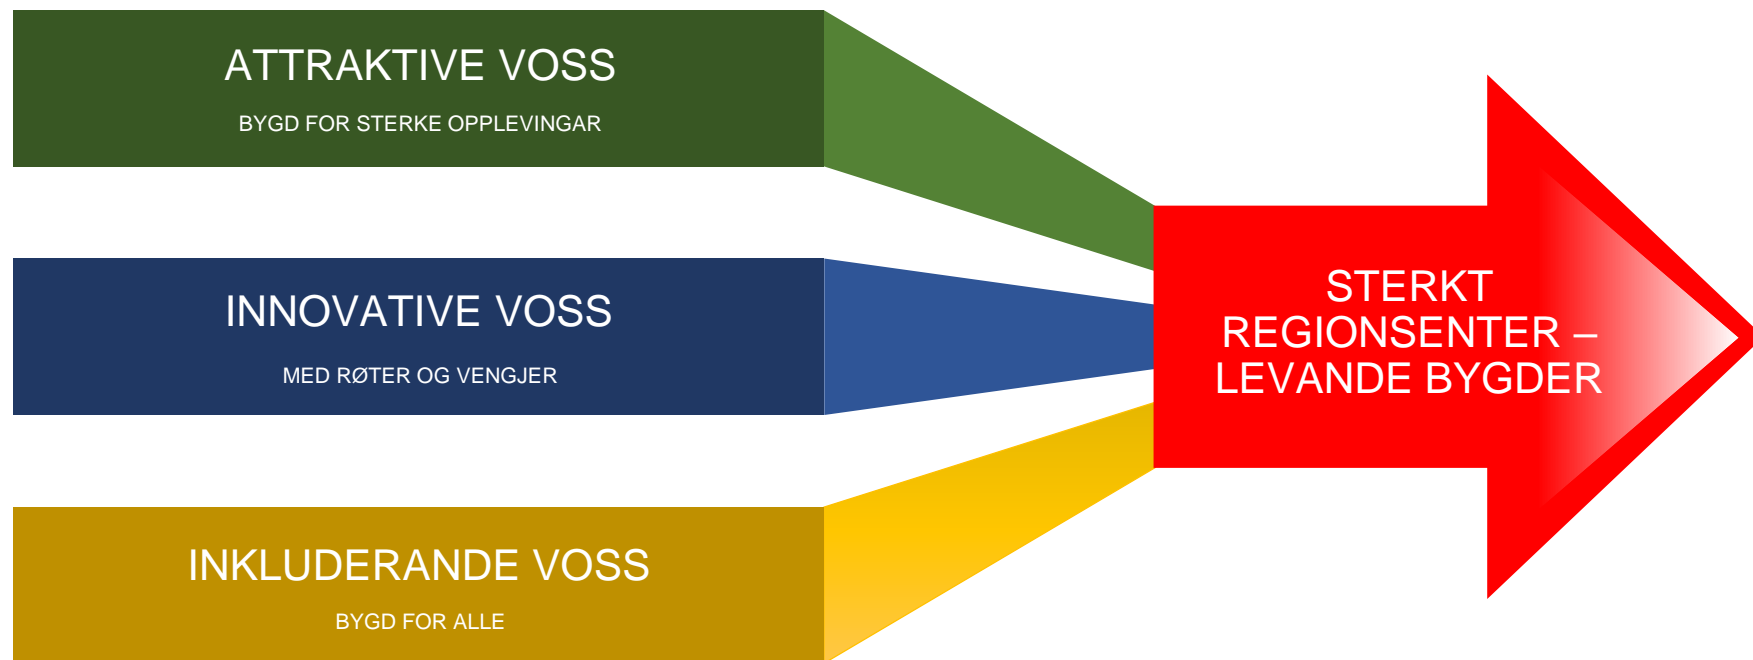 ATTRAKTIVE VOSS
BYGD FOR STERKE OPPLEVINGAR
INNOVATIVE VOSS
MED RØTER OG VENGJER
INKLUDERANDE VOSS
BYGD FOR ALLE
STERKT
REGIONSENTER –
LEVANDE BYGDER